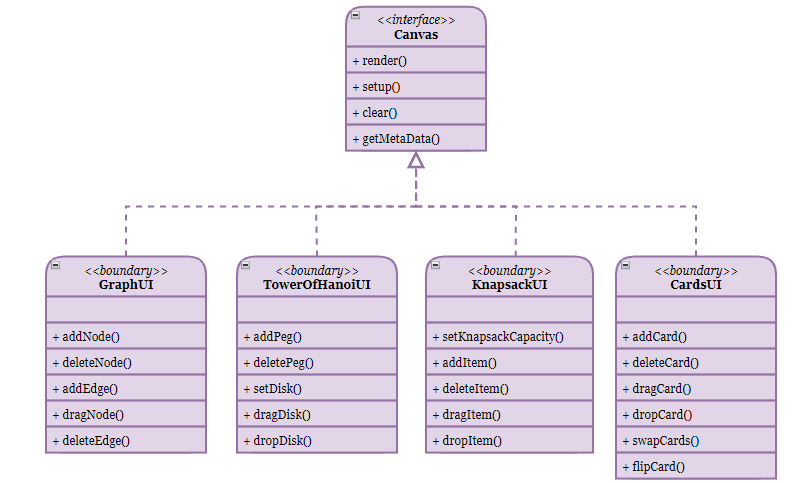 <<interface>>
Canvas
+ render()
+ setup()
+ clear()
+ getMetaData()
<<boundary>>
GraphUI
+ addNode()
+ deleteNode()
+ addEdge()
+ dragNode()
+ deleteEdge()
<<boundary>>
TowerOfHanoiUI
+ addPeg()
+ deletePeg()
+ setDisk()
+ dragDisk()
+ dropDisk()
<<boundary>>
KnapsackUI
+ setKnapsackCapacity()
+ addItem()
+ deleteItem()
+ dragItem()
+ dropItem()
<<boundary>>
CardsUI
+ addCard()
+ deleteCard()
+ dragCard()
+ dropCard()
+ swapCards()
+ flipCard()